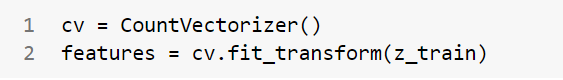 1 cv = CountVectorizer()
2 features = cv.fit_transform(z_train)